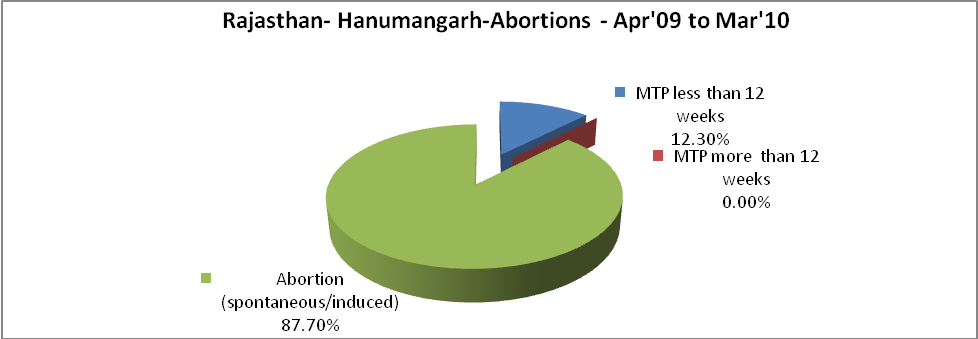 Rajasthan- Hanumangarh-Abortions - Apr'09 to Mar'10
MTP less than 12
weeks
12.30%
MTP more than 12
weeks
0.00%
Abortion
(spontaneous/induced)
87.70%